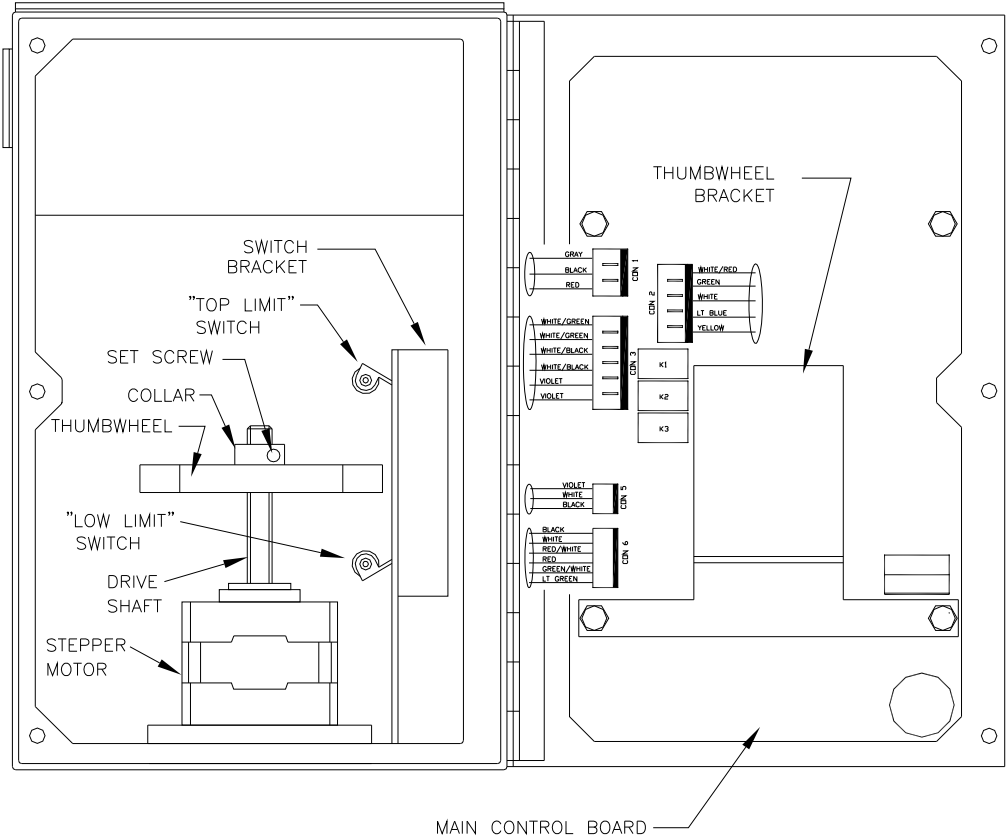 THUMBWHEEL
BRACKET
SWITCH
BRACKET
"TOP LIMIT"
SWITCH
SET SCREW
COLLAR
THUMBWHEEL
"LOW LIMIT"
SWITCH
DRIVE
SHAFT
STEPPER
MOTOR
GRAY
BLACK
RED
CON 1
WHITE/RED
GREEN
WHITE
LT BLUE
YELLOW
CON 2
WHITE/GREEN
WHITE/GREEN
WHITE/BLACK
WHITE/BLACK
VIOLET
VIOLET
CON 3
K1
K2
K3
VIOLET
WHITE
BLACK
CON 5
BLACK
WHITE
RED/WHITE
RED
GREEN/WHITE
LT GREEN
CON 6
MAIN CONTROL BOARD